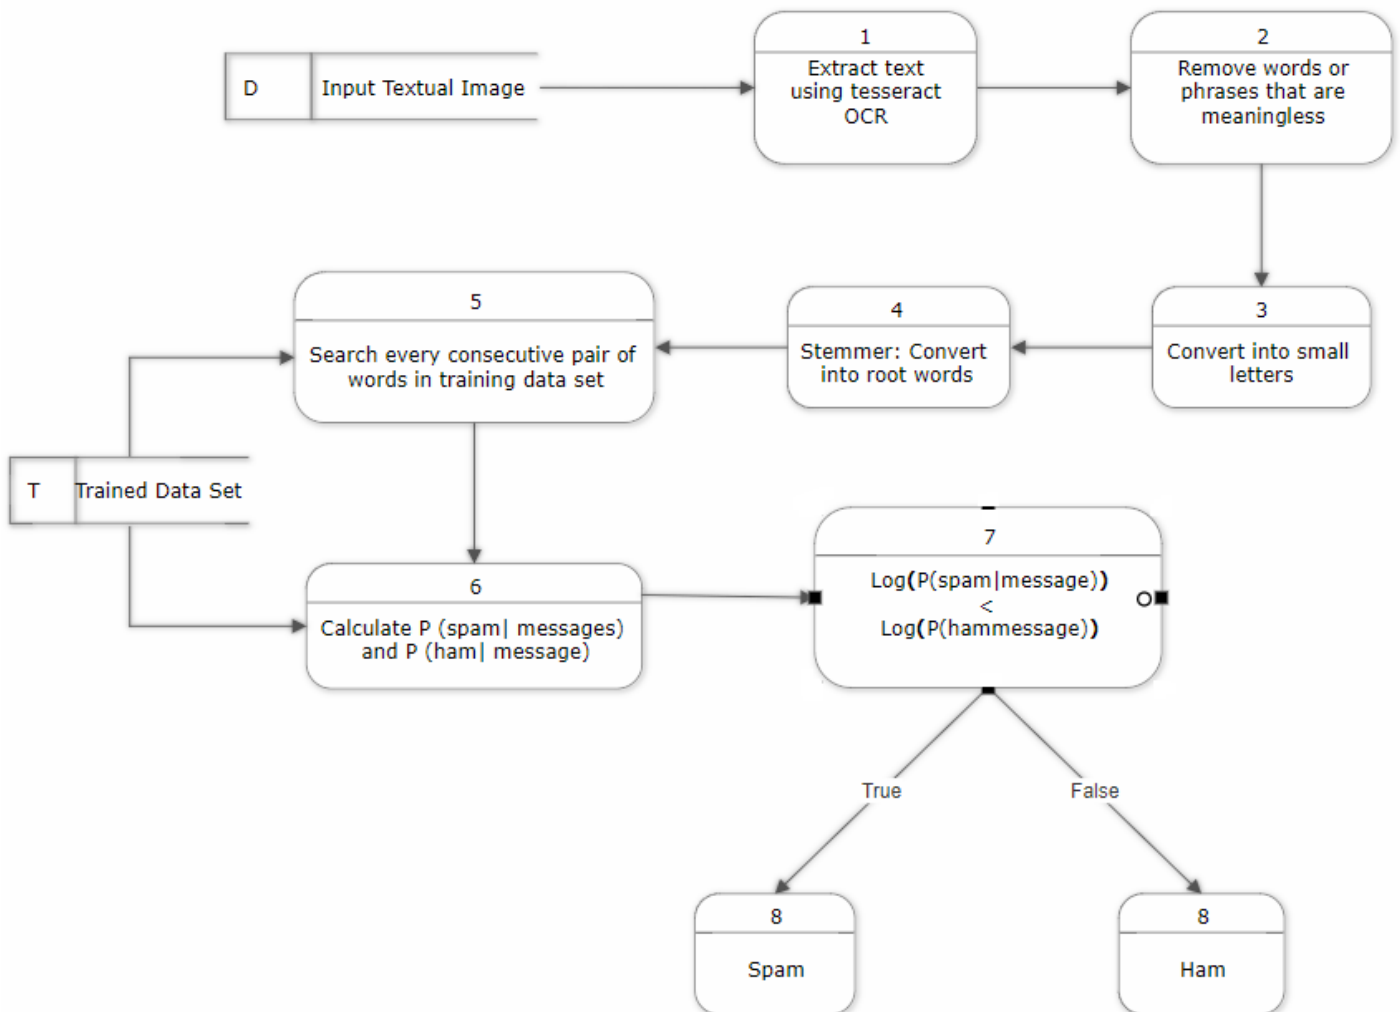 D
Input Textual Image
1
Extract text
using tesseract
OCR
2
Remove words or
phrases that are
meaningless
3
Convert into small
letters
4
Stemmer: Convert
into root words
5
Search every consecutive pair of
words in training data set
T
Trained Data Set
6
Calculate P (spam| messages)
and P (ham| message)
7
Log(P(spam|message))
<
Log(P(hammessage))
True
False
8
Spam
8
Ham